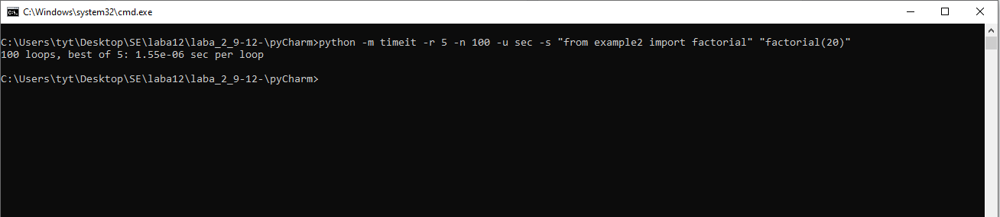 C:\Windows\system32\cmd.exe
C:\Users\tyt\Desktop\SE\laba12\laba_2_9-12-\pyCharm>python -m timeit -r 5 -n 100 -u sec -s "from example2 import factorial" "factorial(20)"
100 loops, best of 5: 1.55e-06 sec per loop
C:\Users\tyt\Desktop\SE\laba12\laba_2_9-12-\pyCharm>